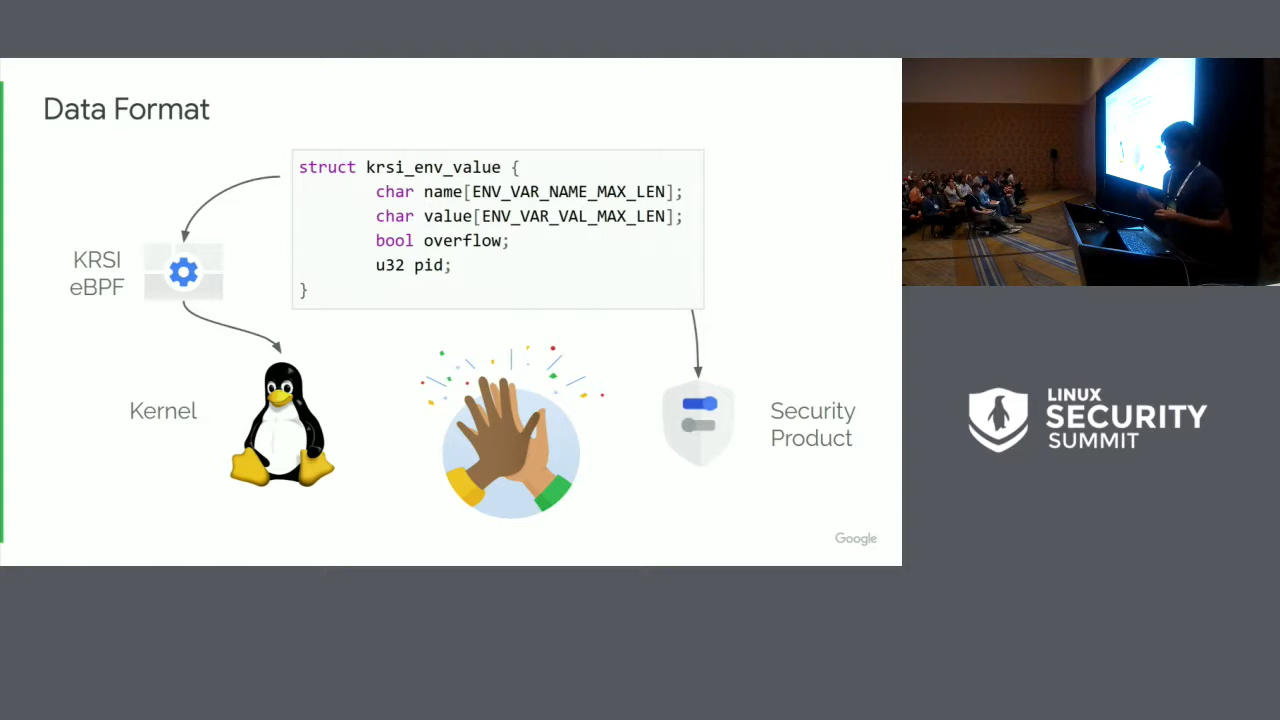 Data Format
struct krsi_env_value {
char name[ENV_VAR_NAME_MAX_LEN];
char value[ENV_VAR_VAL_MAX_LEN];
bool overflow;
u32 pid;
}
KRSI
eBPF
Kernel
Security
Product
Google
LINUX
SECURITY
SUMMIT